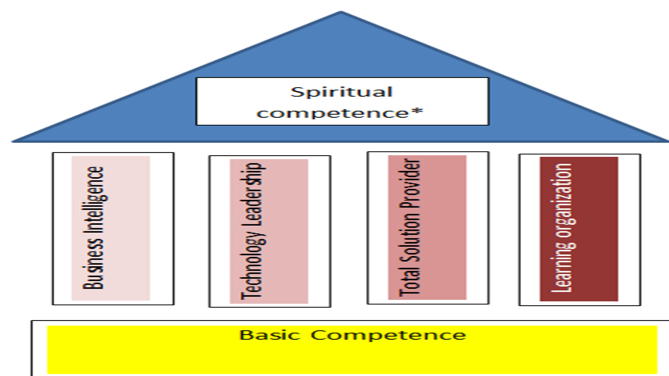 Spiritual
competence*
Business Intelligence
Technology Leadership
Total Solution Provider
Learning organization
Basic Competence